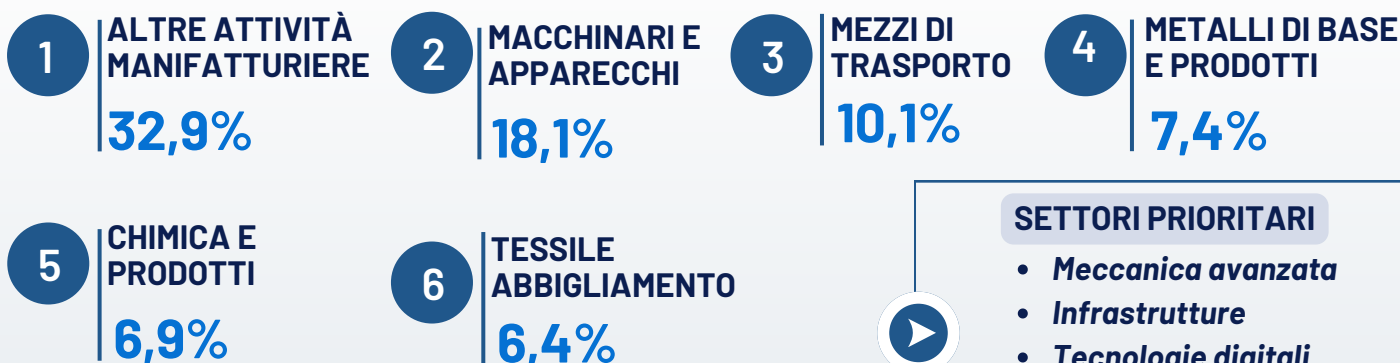 1
ALTRE ATTIVITÀ
MANIFATTURIERE
32,9%
2
MACCHINARI E
APPARECCHI
18,1%
3
MEZZI DI
TRASPORTO
10,1%
4
METALLI DI BASE
E PRODOTTI
7,4%
5
CHIMICA E
PRODOTTI
6,9%
6
TESSILE
ABBIGLIAMENTO
6,4%
SETTORI PRIORITARI
• Meccanica avanzata
• Infrastrutture
• Tecnologie digitali